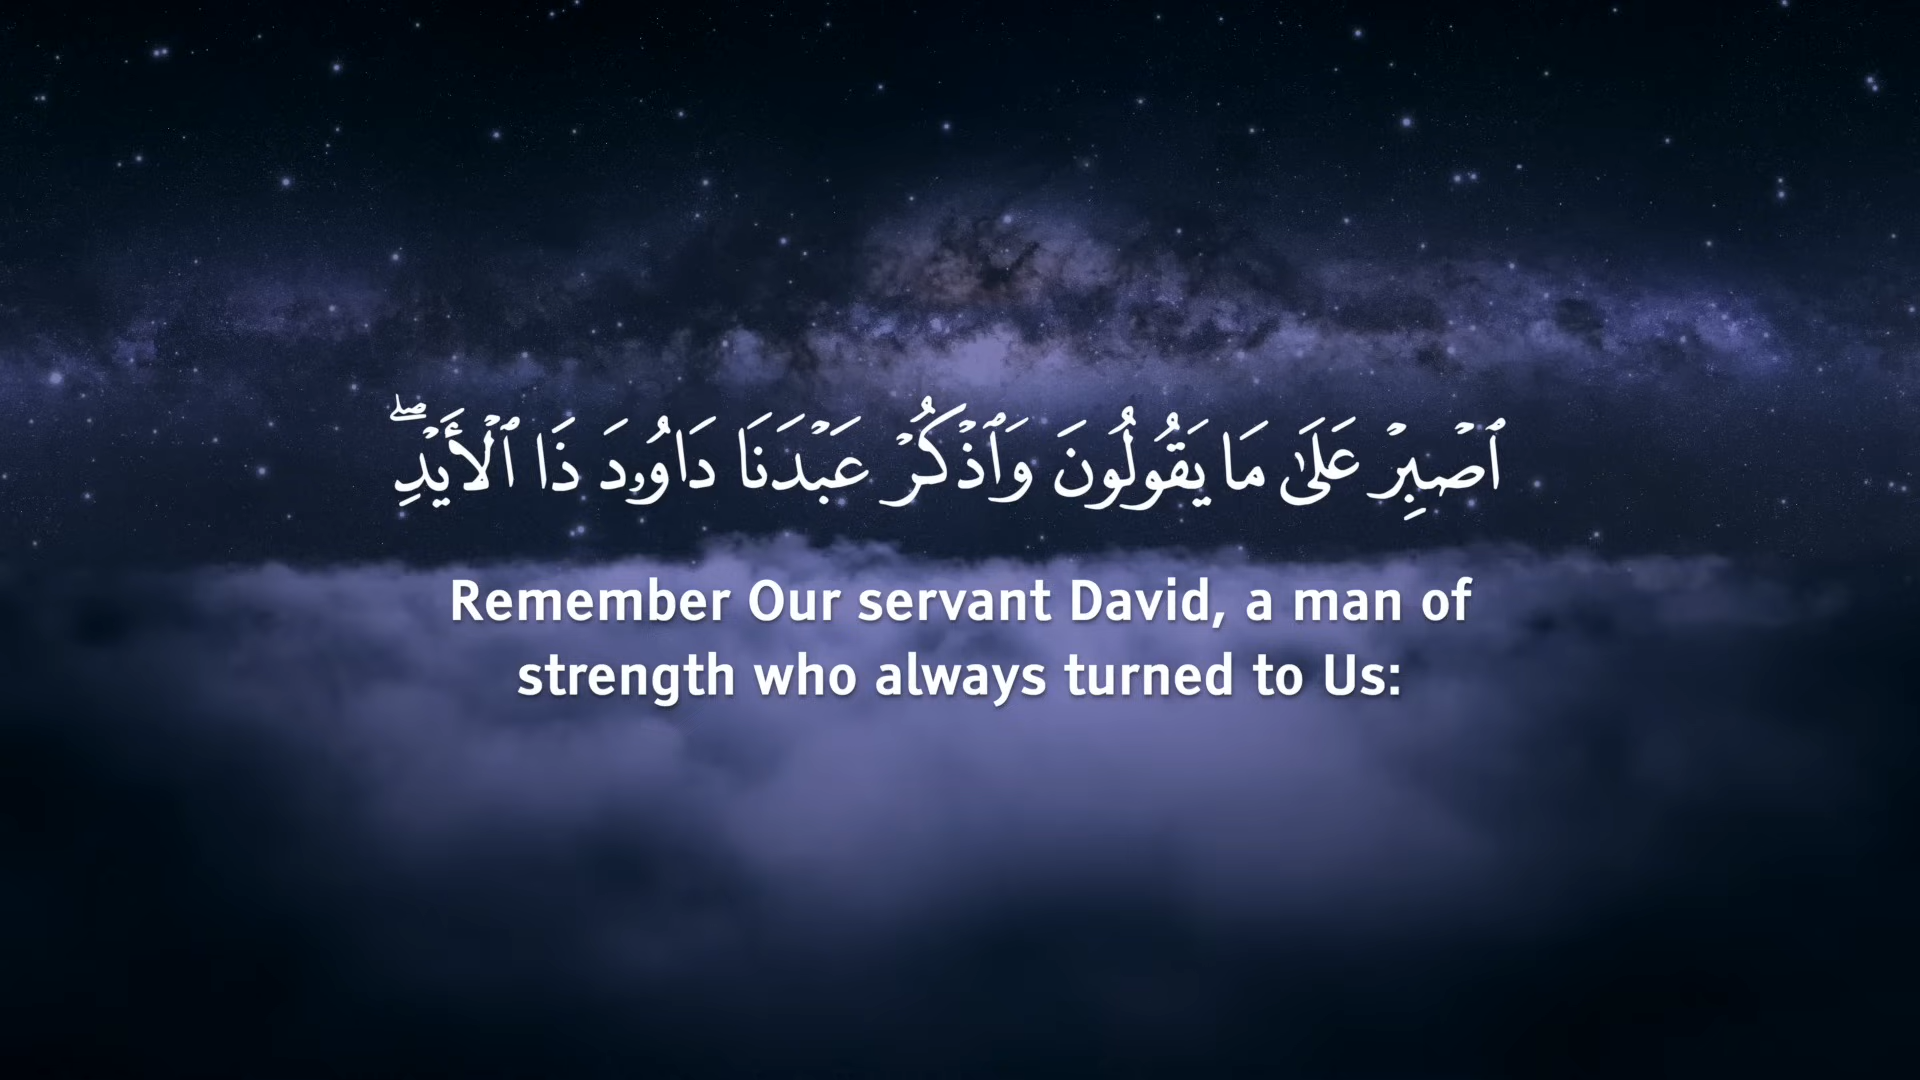 ٱصْبِرْ عَلَىٰ مَا يَقُولُونَ وَٱذْكُرْ عَبْدَنَا دَاوُۥدَ ذَا ٱلْأَيْدِ ۖ
Remember Our servant David, a man of
strength who always turned to Us: